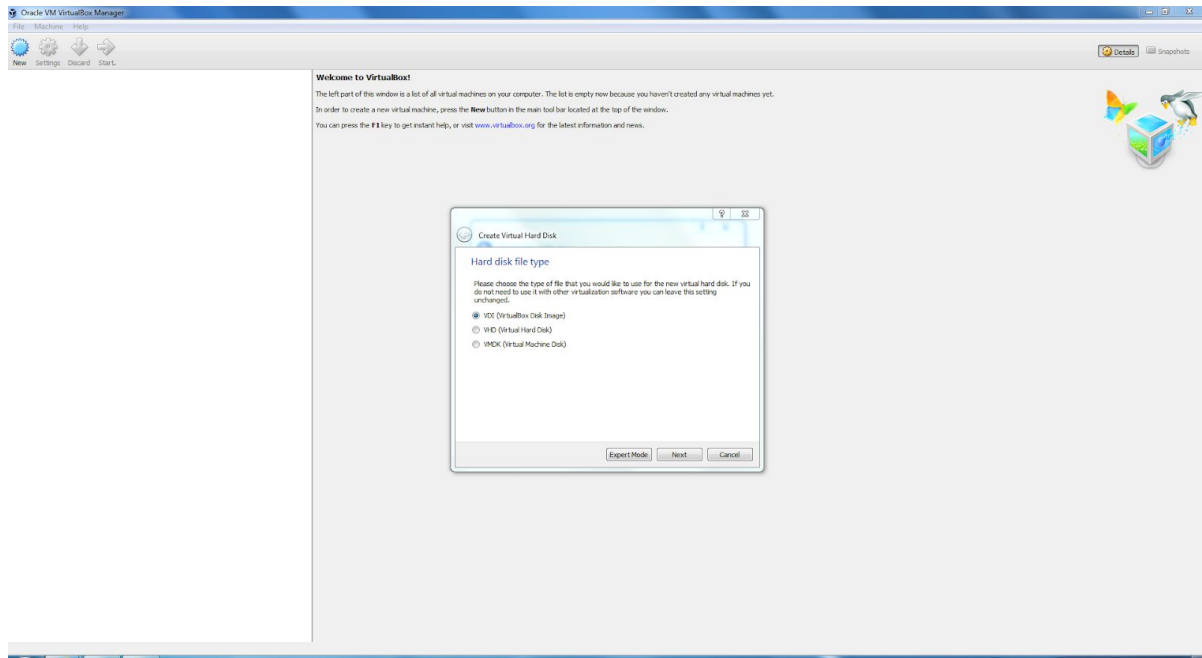 Oracle VM VirtualBox Manager
File Machine Help
New Settings Discard Start.
Details Snapshots
Welcome to VirtualBox!
The left part of this window is a list of all virtual machines on your computer. The list is empty now because you haven't created any virtual machines yet.
In order to create a new virtual machine, press the New button in the main tool bar located at the top of the window.
You can press the F1 key to get instant help, or visit www.virtualbox.org for the latest information and news.
Create Virtual Hard Disk
Hard disk file type
Please choose the type of file that you would like to use for the new virtual hard disk. If you
do not need to use it with other virtualization software you can leave this setting
unchanged.
VDI (VirtualBox Disk Image)
VHD (Virtual Hard Disk)
VMDK (Virtual Machine Disk)
Expert Mode Next Cancel